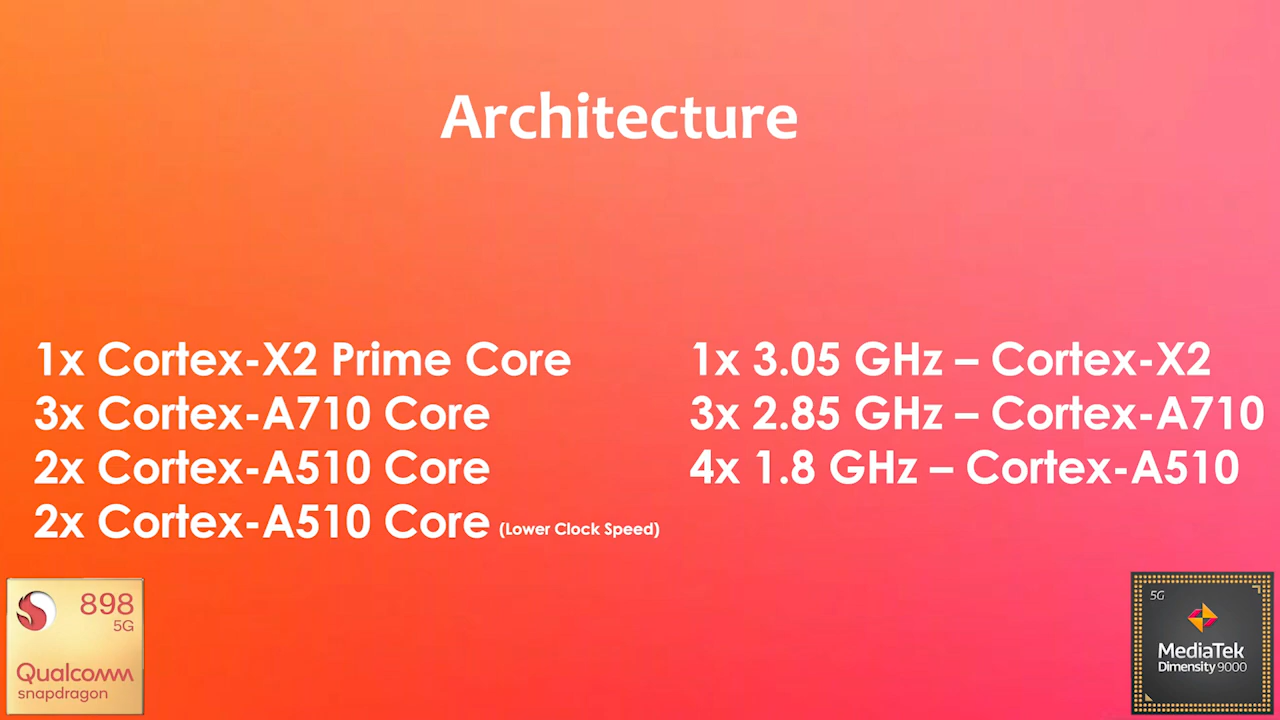 Architecture
1x Cortex-X2 Prime Core
3x Cortex-A710 Core
2x Cortex-A510 Core
2x Cortex-A510 Core (Lower Clock Speed)
1x 3.05 GHz – Cortex-X2
3x 2.85 GHz – Cortex-A710
4x 1.8 GHz – Cortex-A510
898
5G
Qualcomm
snapdragon
5G
MediaTek
Dimensity 9000